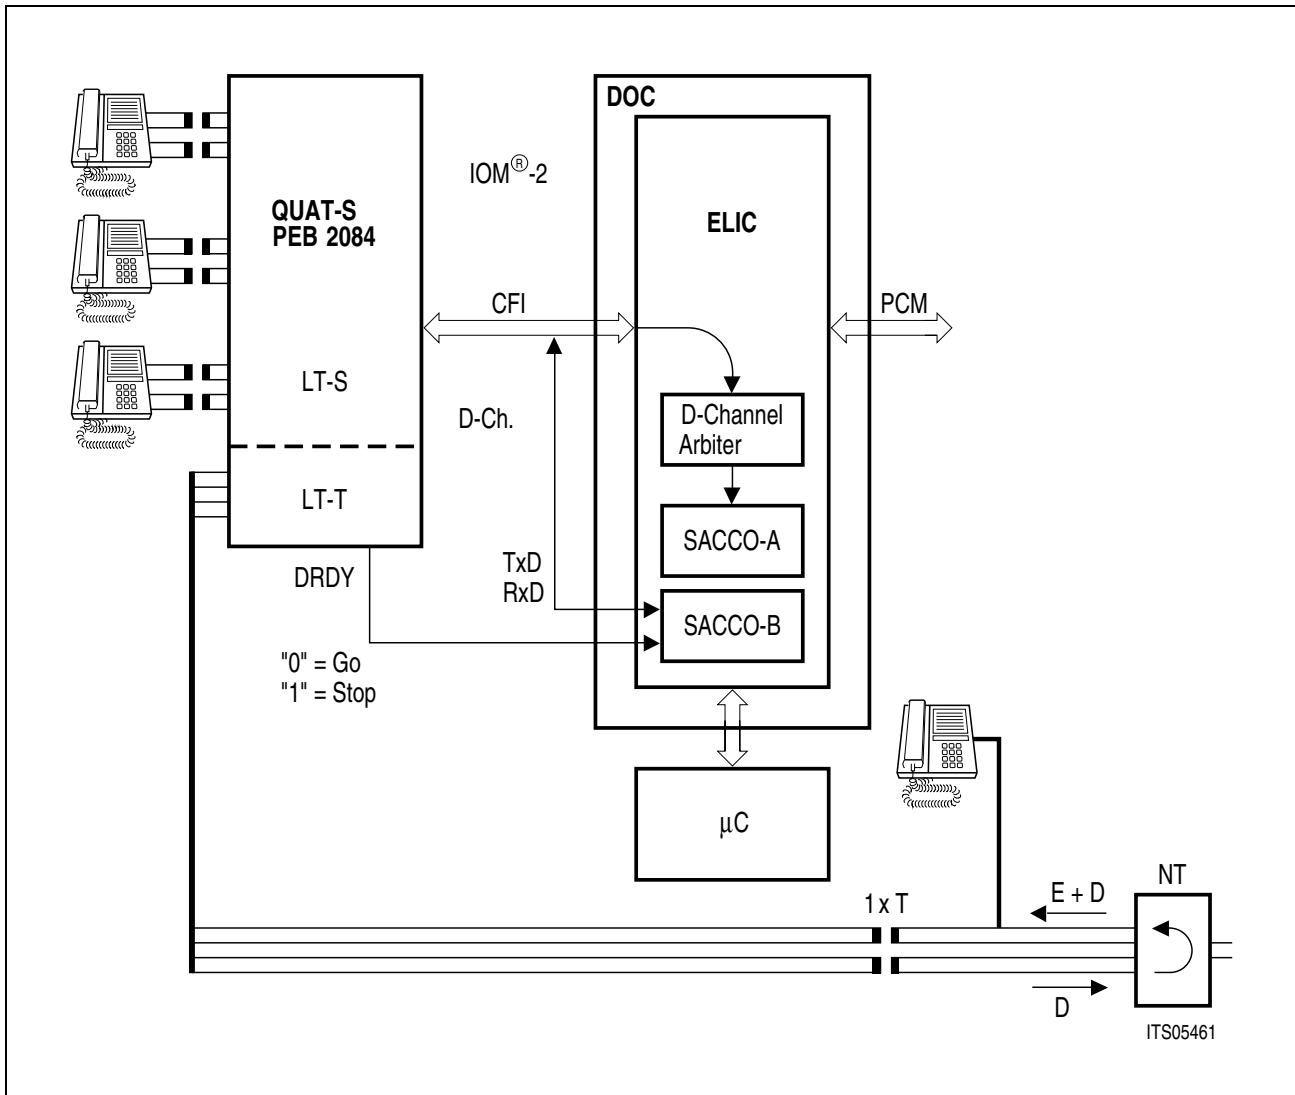 DOC
IOM®-2
QUAT-S
PEB 2084
ELIC
CFI
PCM
LT-S
D-Ch.
D-Channel
Arbiter
LT-T
SACCO-A
DRDY
TxD
RxD
SACCO-B
"0" = Go
"1" = Stop
µC
1 x T
E + D
NT
D
ITS05461